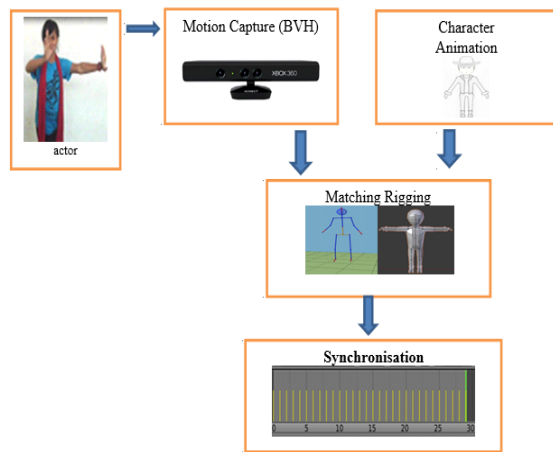 Motion Capture (BVH)
XBOX 360
actor
Character
Animation
Matching Rigging
Synchronisation
0 5 10 15 20 25 30